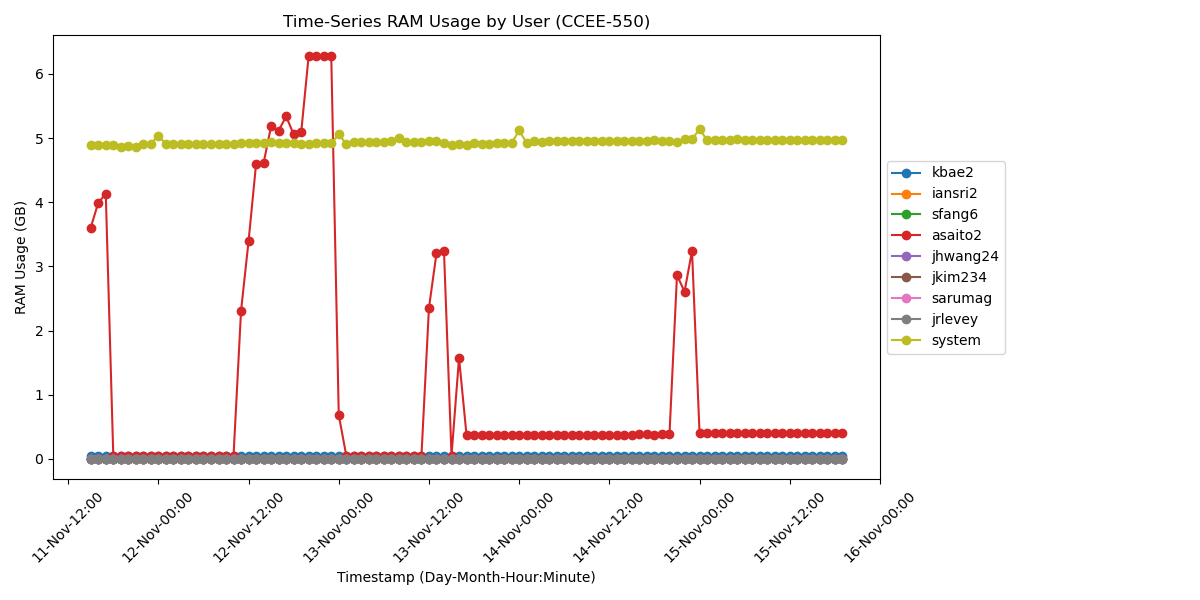 Time-Series RAM Usage by User (CCEE-550)
RAM Usage (GB)
6
5
4
3
2
1
0
11-Nov-12:00
12-Nov-00:00
12-Nov-12:00
13-Nov-00:00
13-Nov-12:00
14-Nov-00:00
14-Nov-12:00
15-Nov-00:00
15-Nov-12:00
16-Nov-00:00
Timestamp (Day-Month-Hour:Minute)
kbae2
iansri2
sfang6
asaito2
jhwang24
jkim234
sarumag
jrlevey
system